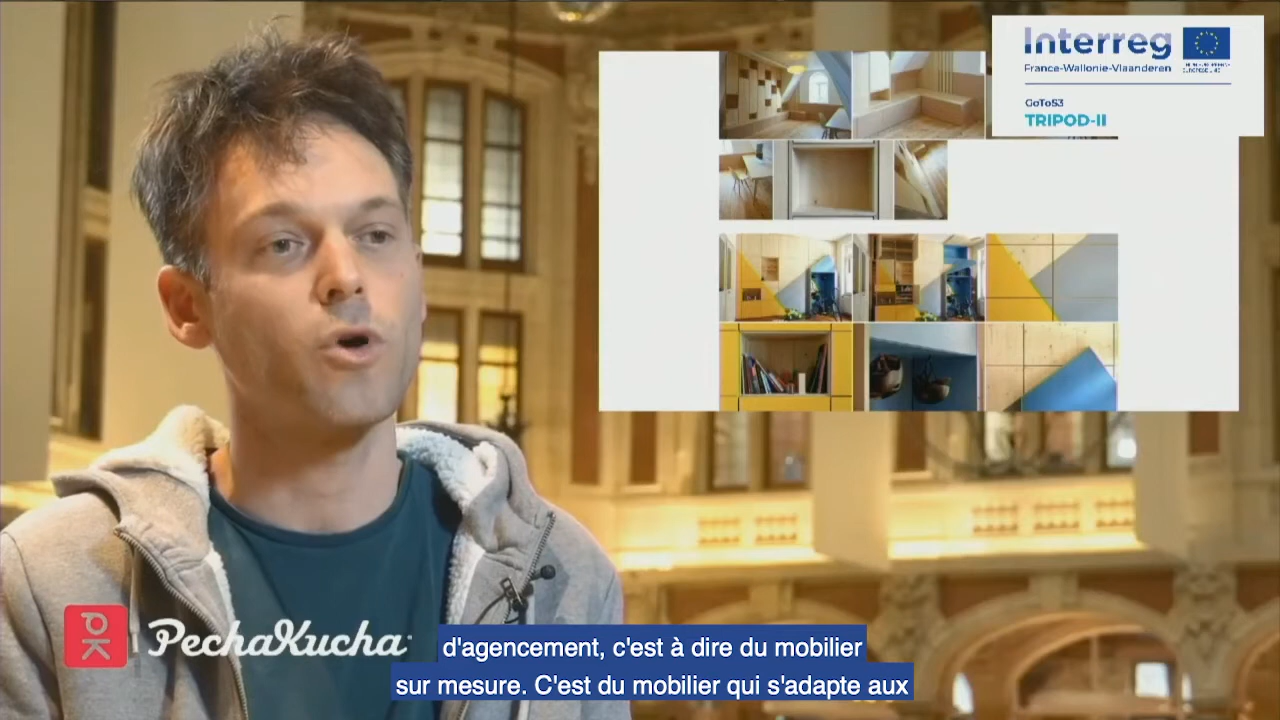 Interreg
France-Wallonie-Vlaanderen
GoToS3
TRIPOD-II
PK
PechaKucha
d'agencement, c'est à dire du mobilier
sur mesure. C'est du mobilier qui s'adapte aux